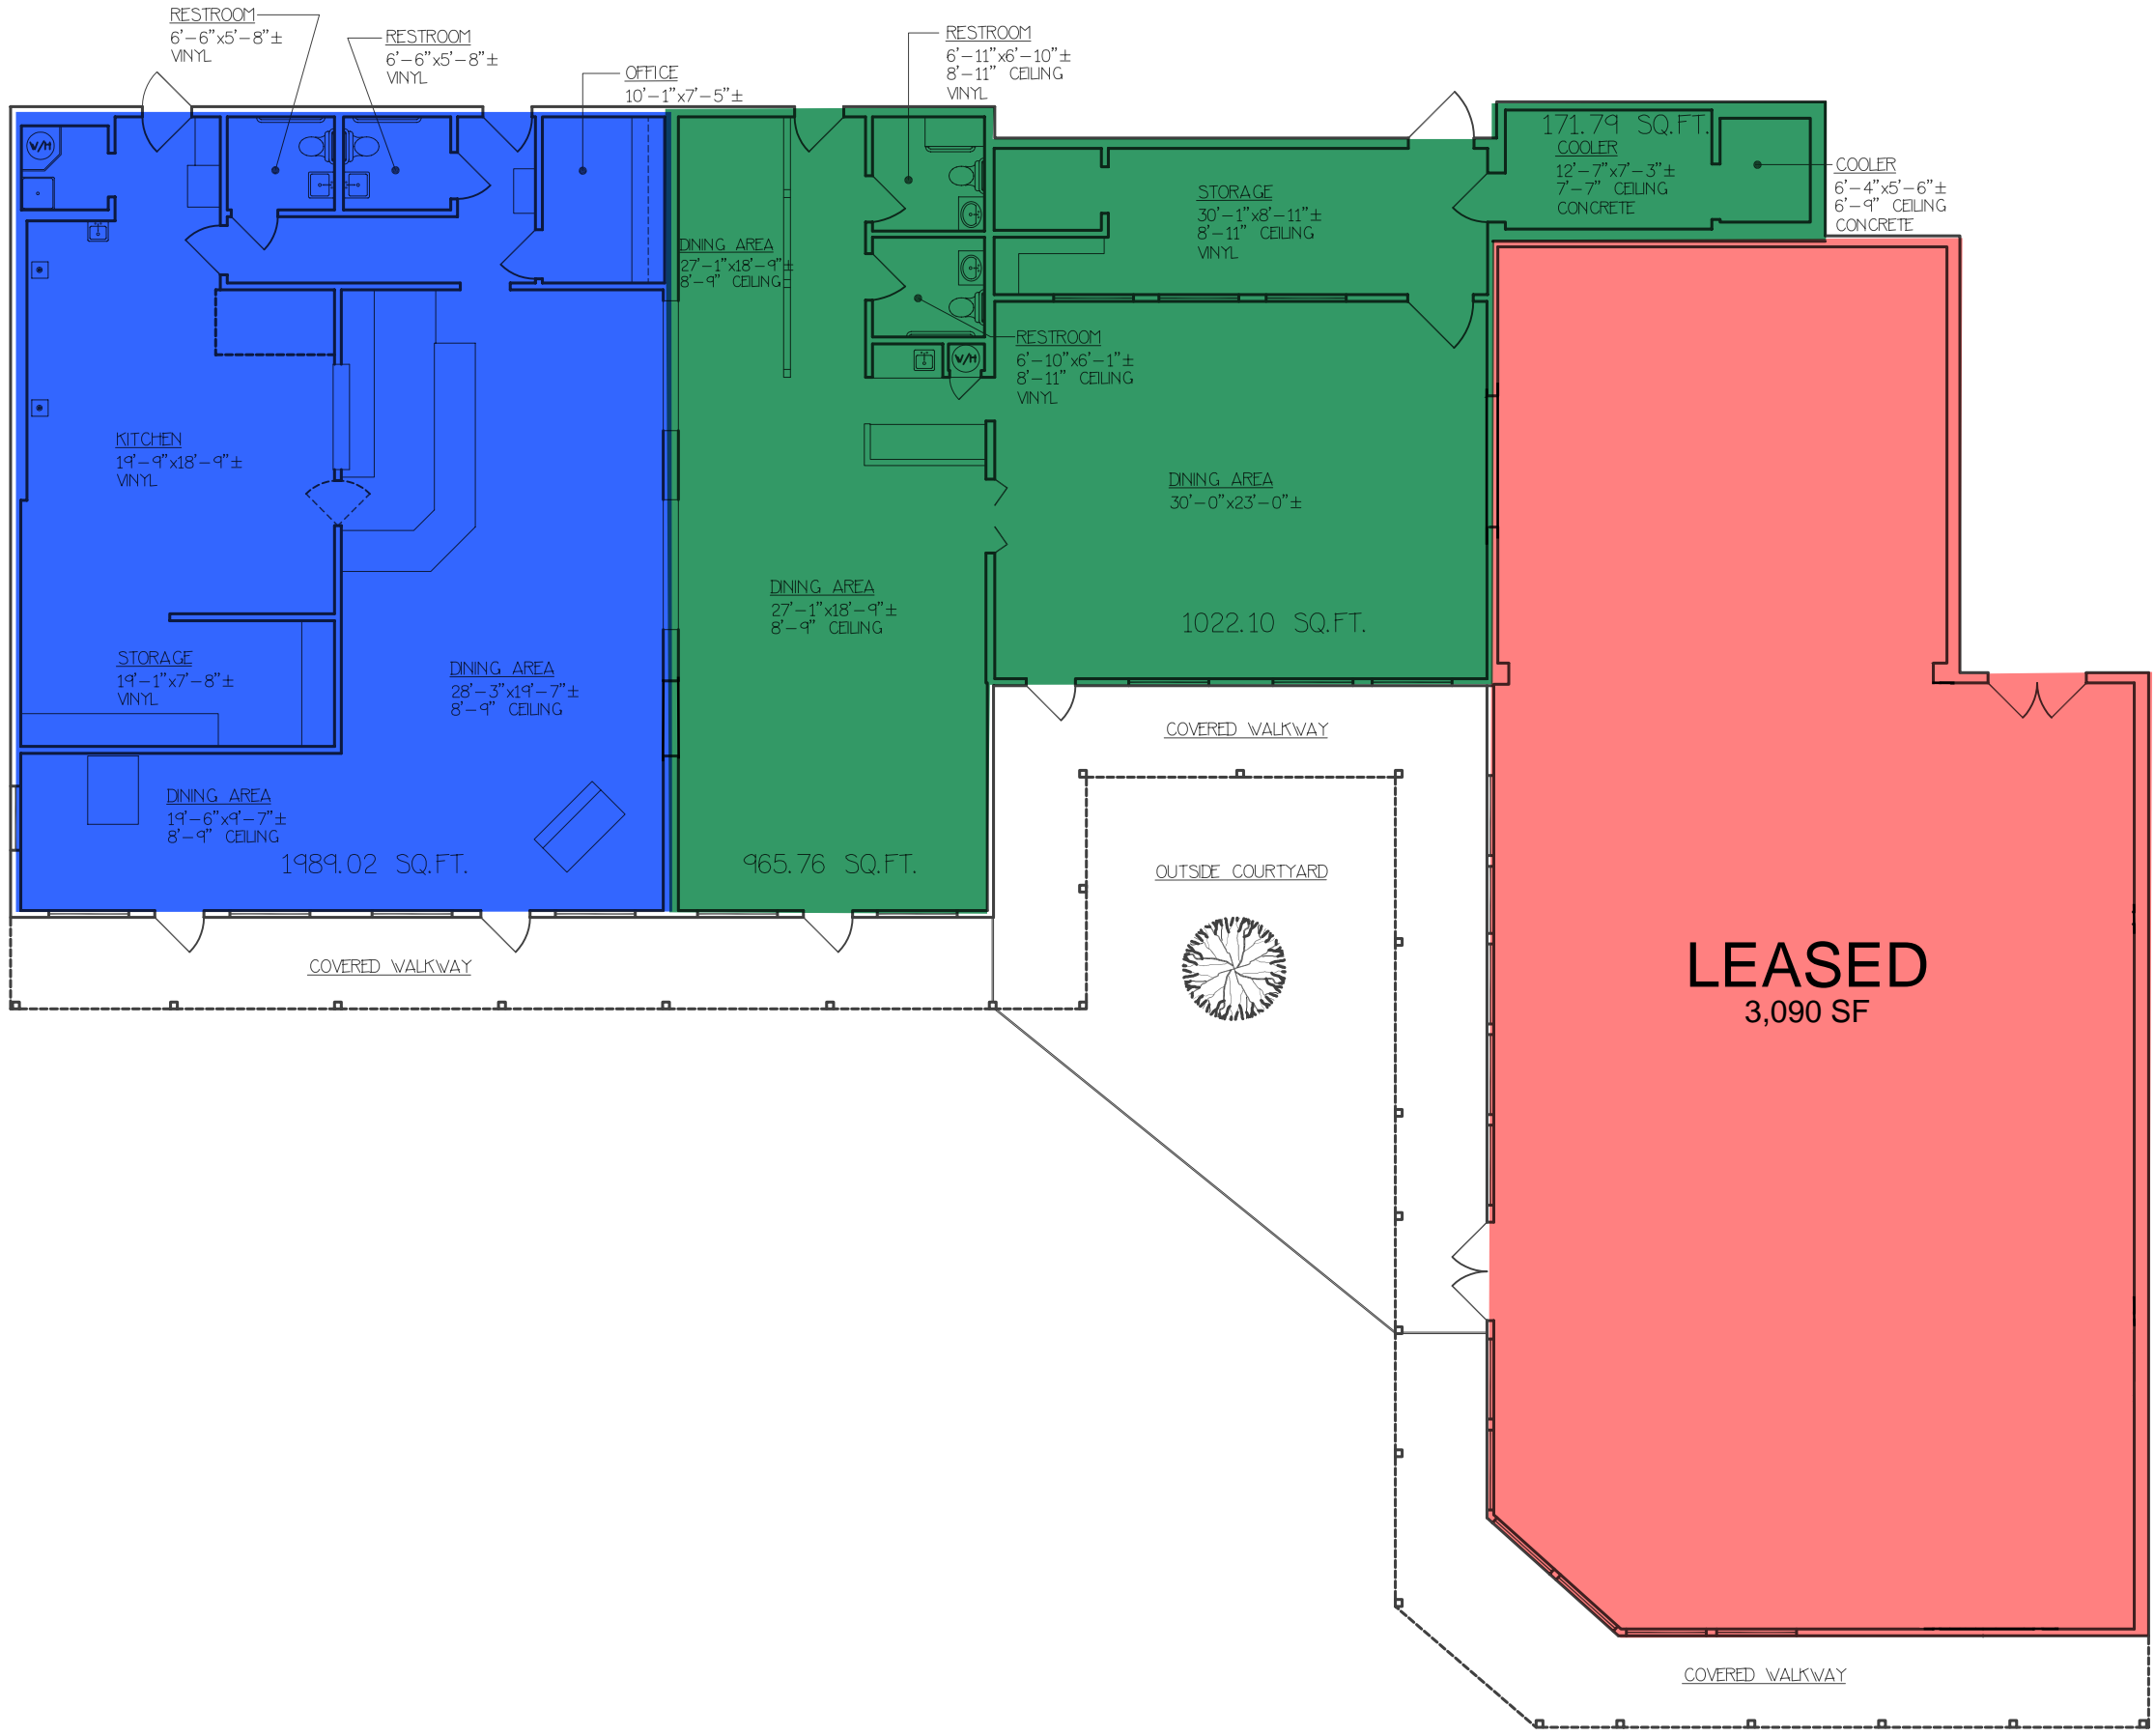 RESTROOM
6'-6"x5'-8"±
VINYL
RESTROOM
6'-6"x5'-8"±
VINYL
OFFICE
10'-1"x7'-5"±
RESTROOM
6'-11"x6'-10"±
8'-11" CEILING
VINYL
W/H
171.79 SQ.FT.
COOLER
12'-7"x7'-3"±
7'-7" CEILING
CONCRETE
COOLER
6'-4"x5'-6"±
6'-9" CEILING
CONCRETE
STORAGE
30'-1"x8'-11"±
8'-11" CEILING
VINYL
DINING AREA
27'-1"x18'-9"±
8'-9" CEILING
RESTROOM
6'-10"x6'-1"±
8'-11" CEILING
VINYL
W/H
KITCHEN
19'-9"x18'-9"±
VINYL
DINING AREA
30'-0"x23'-0"±
DINING AREA
27'-1"x18'-9"±
8'-9" CEILING
1022.10 SQ.FT.
STORAGE
19'-1"x7'-8"±
VINYL
DINING AREA
28'-3"x19'-7"±
8'-9" CEILING
COVERED WALKWAY
DINING AREA
19'-6"x9'-7"±
8'-9" CEILING
1989.02 SQ.FT.
965.76 SQ.FT.
OUTSIDE COURTYARD
COVERED WALKWAY
LEASED
3,090 SF
COVERED WALKWAY